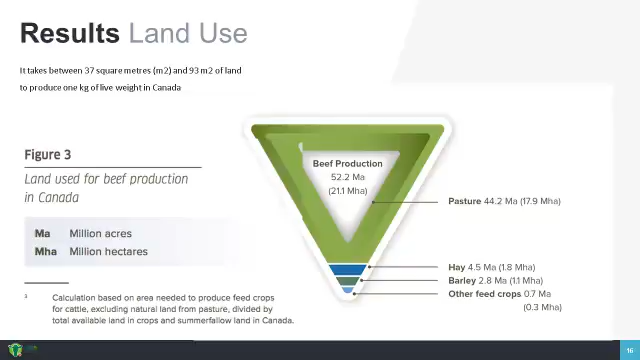 Results Land Use
It takes between 37 square metres (m2) and 93 m2 of land
to produce one kg of live weight in Canada
Figure 3
Land used for beef production
in Canada
Ma Million acres
Mha Million hectares
3 Calculation based on area needed to produce feed crops
for cattle, excluding natural land from pasture, divided by
total available land in crops and summerfallow land in Canada.
Beef Production
52.2 Ma
(21.1 Mha)
Pasture 44.2 Ma (17.9 Mha)
Hay 4.5 Ma (1.8 Mha)
Barley 2.8 Ma (1.1 Mha)
Other feed crops 0.7 Ma
(0.3 Mha)
16